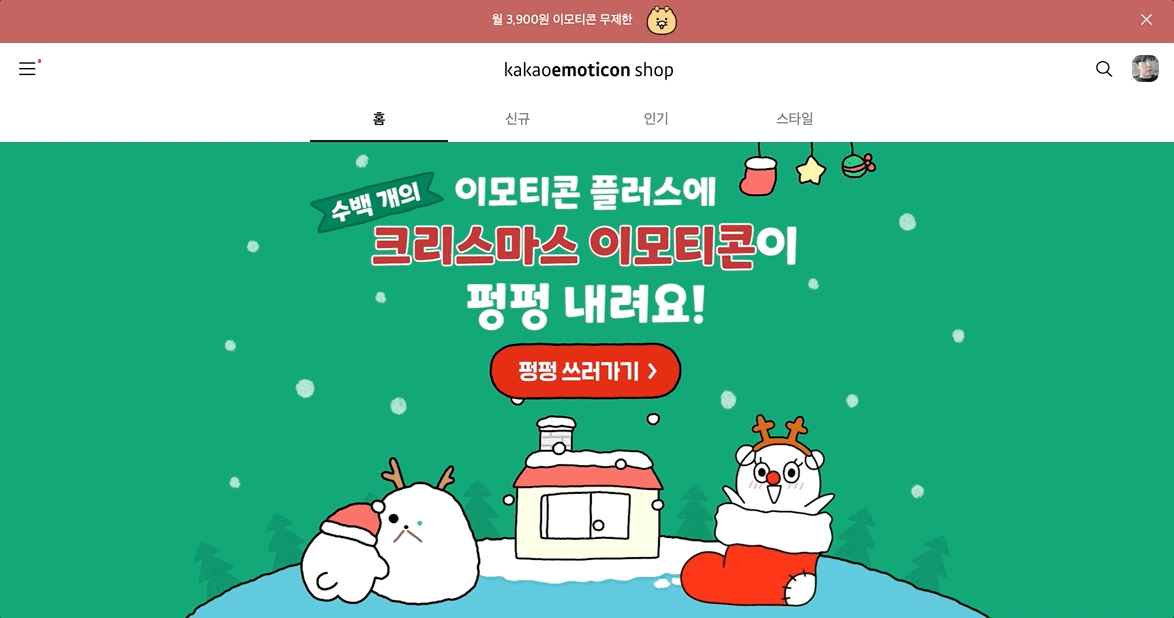 월 3,900원 이모티콘 무제한
kakaoemoticon shop
홈 신규 인기 스타일
수백 개의 이모티콘 플러스에
크리스마스 이모티콘이
펑펑 내려요!
펑펑 쓰러가기 >